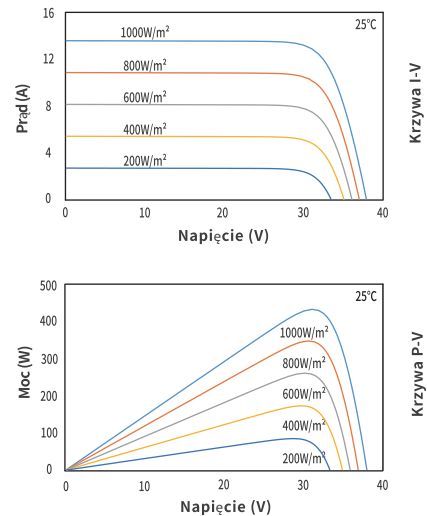 16
12
8
4
0
Prąd (A)
1000W/m²
800W/m²
600W/m²
400W/m²
200W/m²
25°C
0
10
20
30
40
Napięcie (V)
Krzywa I-V
500
400
300
200
100
0
Moc (W)
25°C
1000W/m²
800W/m²
600W/m²
400W/m²
200W/m²
0
10
20
30
40
Napięcie (V)
Krzywa P-V